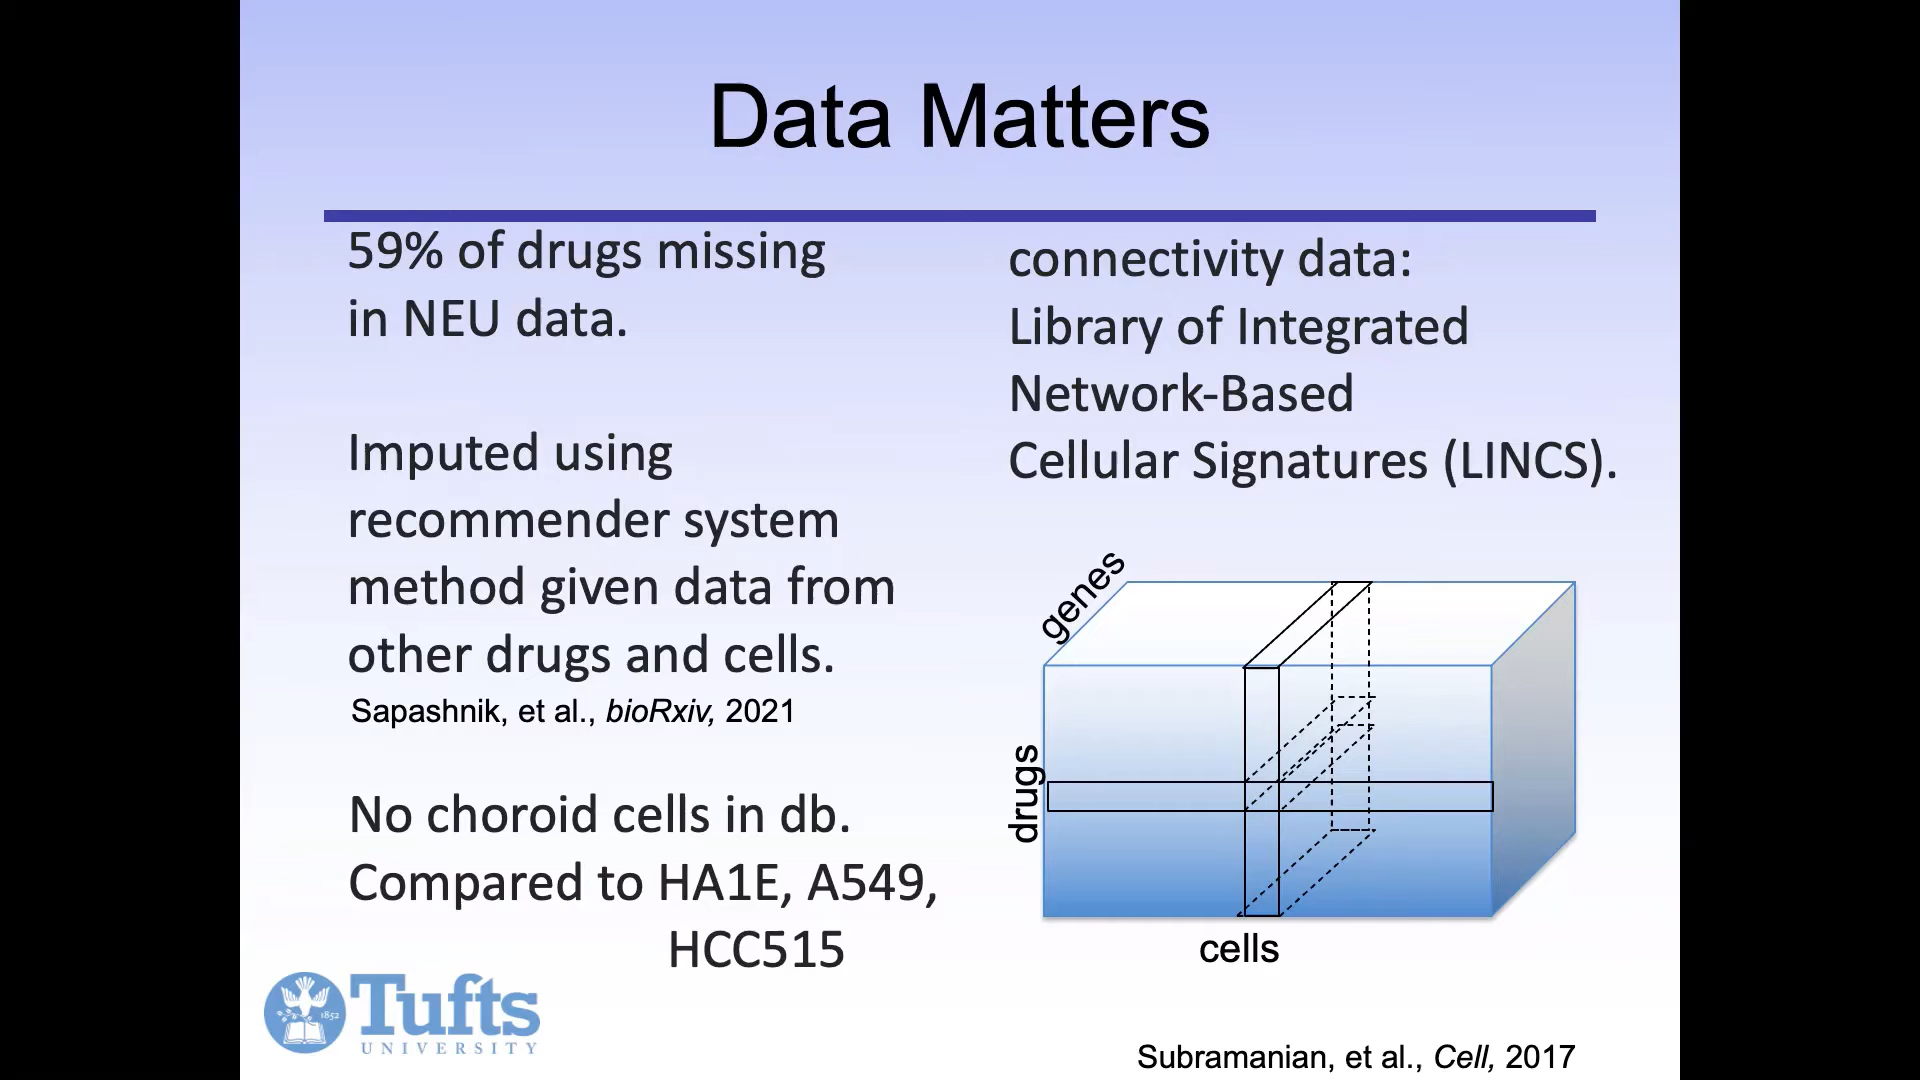 Data Matters
59% of drugs missing
in NEU data.
Imputed using
recommender system
method given data from
other drugs and cells.
Sapashnik, et al., bioRxiv, 2021
No choroid cells in db.
Compared to HA1E, A549,
HCC515
connectivity data:
Library of Integrated
Network-Based
Cellular Signatures (LINCS).
genes
drugs
cells
1852
Tufts
UNIVERSITY
Subramanian, et al., Cell, 2017